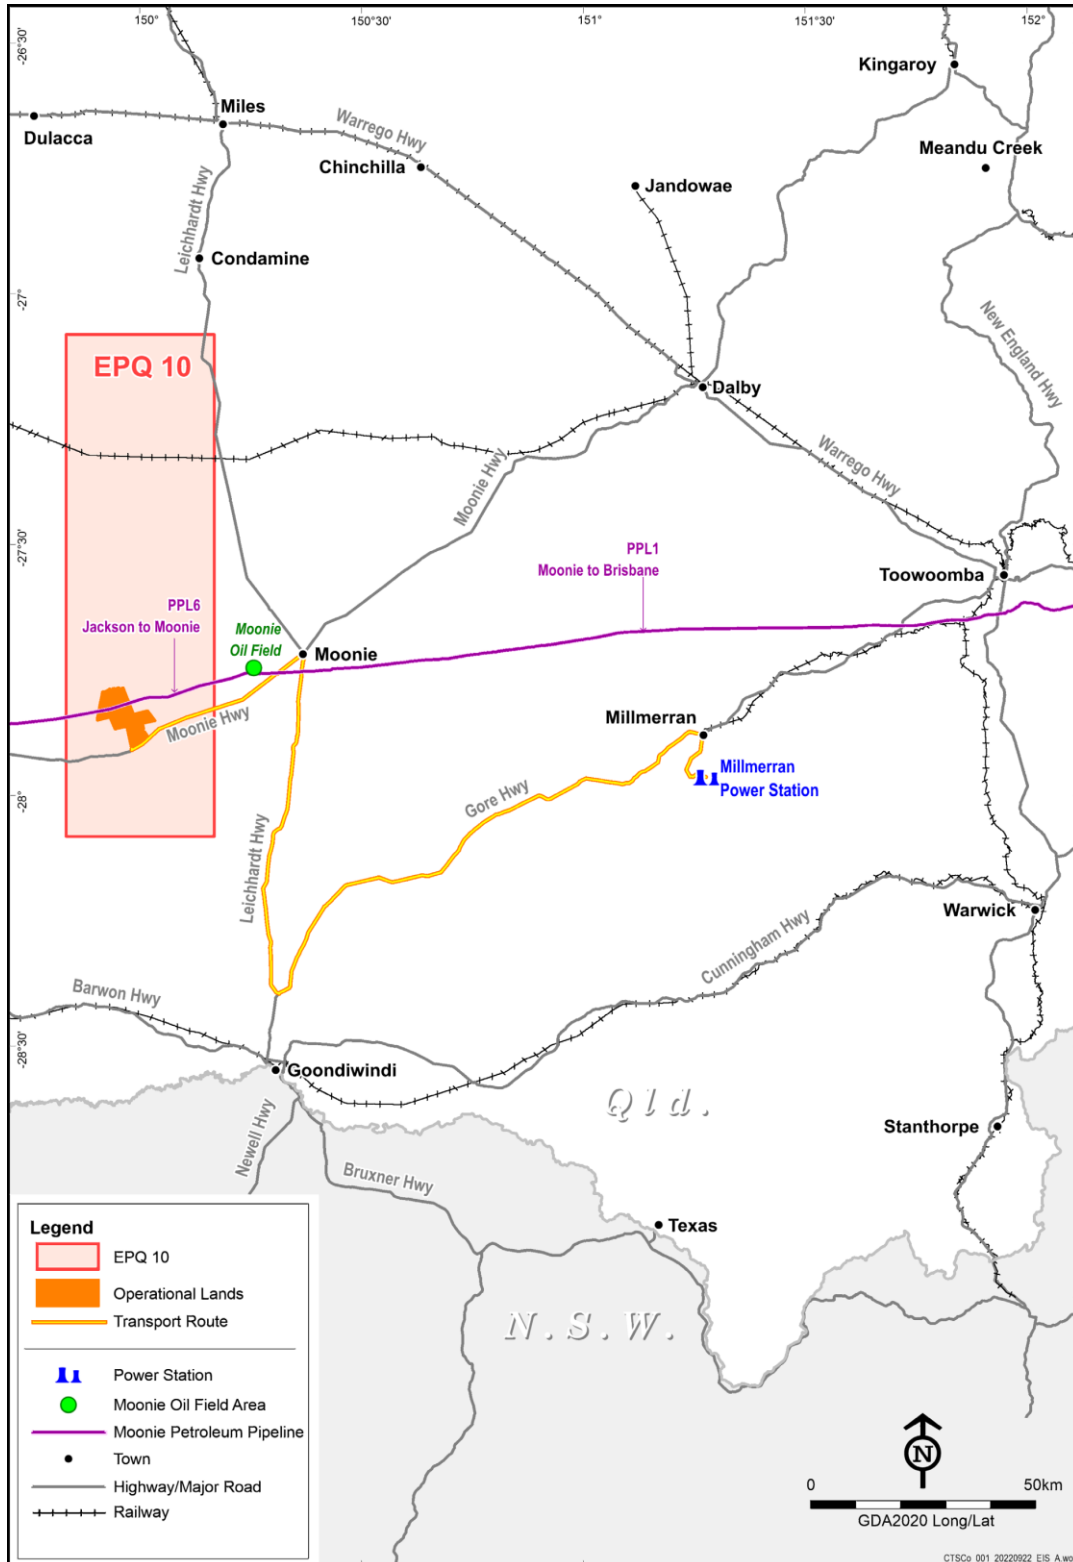 150°
150°30'
151°
151°30'
152°
-26°30'
-27°
-27°30'
-28°
-28°30'
Kingaroy
Miles
Dulacca
Warrego Hwy
Chinchilla
Meandu Creek
Jandowae
Leichhardt Hwy
Condamine
New England Hwy
EPQ 10
Dalby
Moonie Hwy
Warrego Hwy
PPL1
Moonie to Brisbane
Toowoomba
PPL6
Jackson to Moonie
Moonie
Oil Field
Moonie
Moonie Hwy
Millmerran
Millmerran
Power Station
Gore Hwy
Leichhardt Hwy
Warwick
Cunningham Hwy
Barwon Hwy
Goondiwindi
Qld.
Newell Hwy
Stanthorpe
Bruxner Hwy
Texas
N.S.W.
Legend
EPQ 10
Operational Lands
Transport Route
Power Station
Moonie Oil Field Area
Moonie Petroleum Pipeline
Town
Highway/Major Road
Railway
N
0
50km
GDA2020 Long/Lat